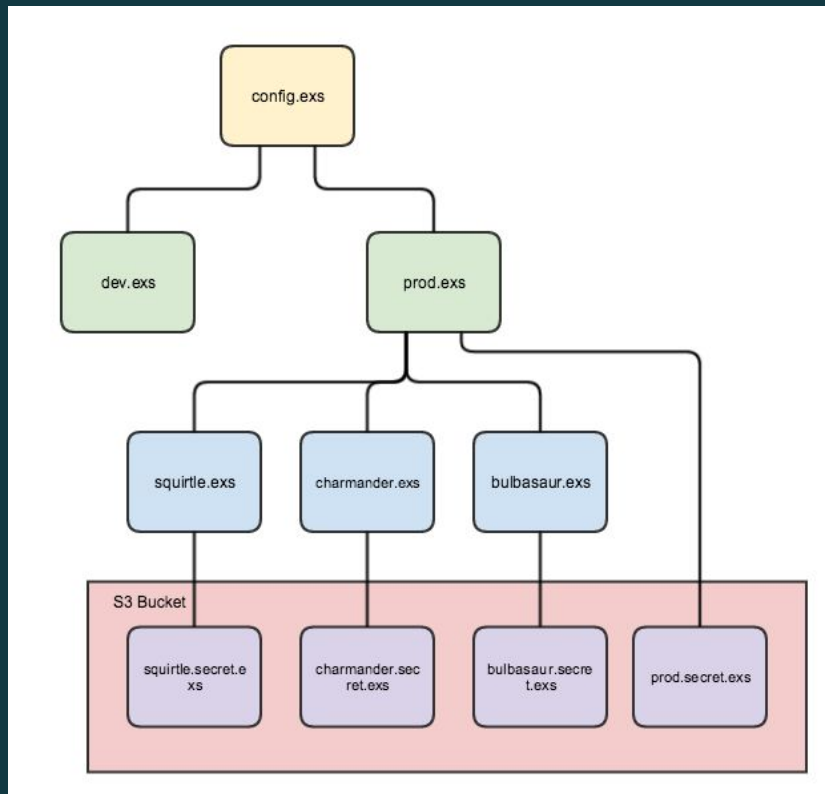 config.exs
dev.exs
prod.exs
squirtle.exs
charmander.exs
bulbasaur.exs
S3 Bucket
squirtle.secret.e
xs
charmander.sec
ret.exs
bulbasaur.secre
t.exs
prod.secret.exs